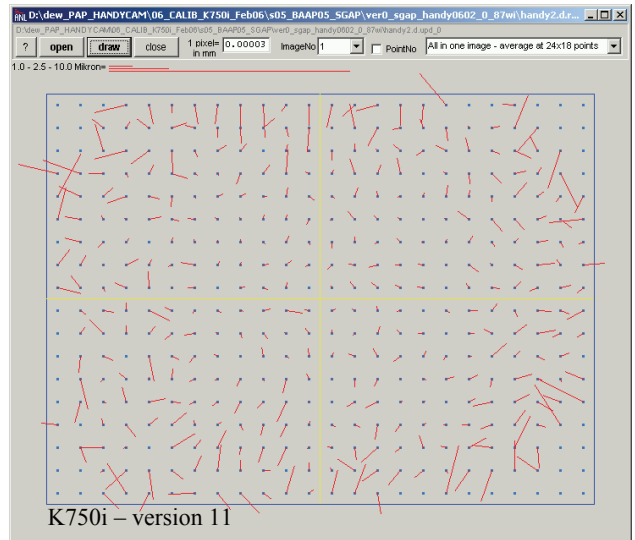 D:\dew_PAP_HANDYCAM\06_CALIB_K750i_Feb06\s05_BAAP05_SGAP\ver0_sgap_handy0602_0_87wi\handy2.d.r...
D:\dew_PAP_HANDYCAM\06_CALIB_K750i_Feb06\s05_BAAP05_SGAP\ver0_sgap_handy0602_0_87wi\handy2.d.upd_0
? open draw close 1 pixel= in mm 0.00003 ImageNo 1 PointNo All in one image - average at 24x18 points
1.0 - 2.5 - 10.0 Mikron=
K750i – version 11